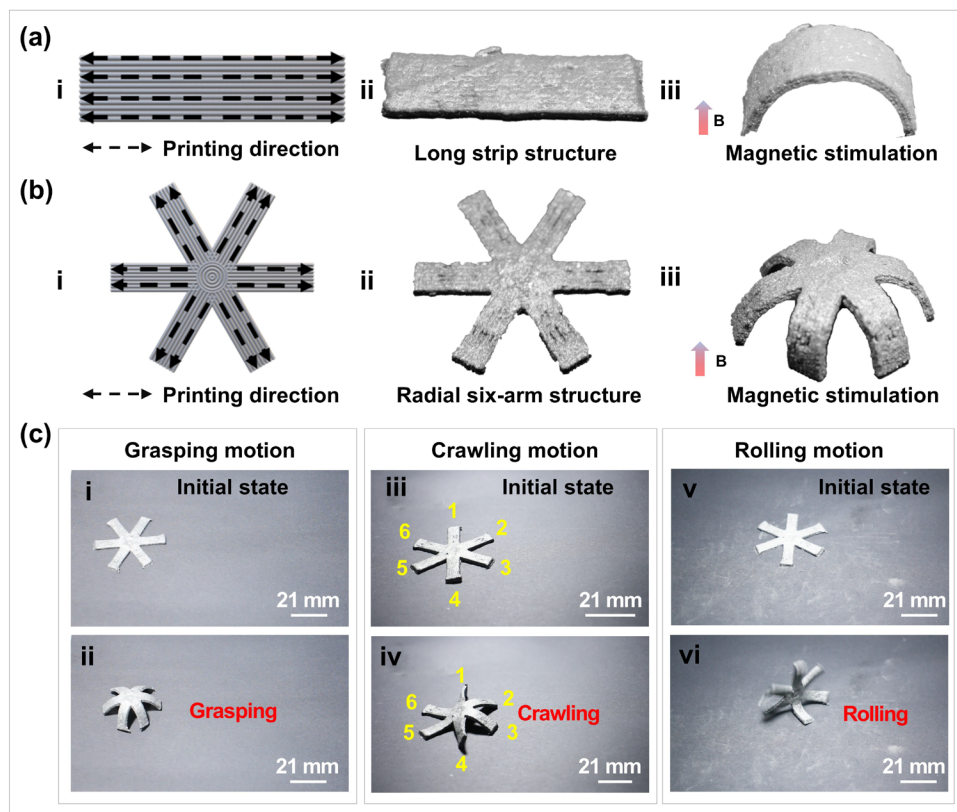 (a)
i
ii
iii
B
Printing direction
Long strip structure
Magnetic stimulation
(b)
i
ii
iii
B
Printing direction
Radial six-arm structure
Magnetic stimulation
(c)
Grasping motion
Crawling motion
Rolling motion
i
Initial state
21 mm
iii
Initial state
1
2
3
4
5
6
21 mm
v
Initial state
21 mm
ii
Grasping
21 mm
iv
1
2
3
4
5
6
Crawling
21 mm
vi
Rolling
21 mm